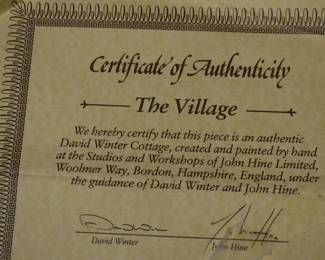 Certificate of Authenticity
The Village
We hereby certify that this piece is an authentic
David Winter Cottage, created and painted by hand
at the Studios and Workshops of John Hine Limited,
Woolmer Way, Bordon, Hampshire, England, under
the guidance of David Winter and John Hine.
David Winter John Hine